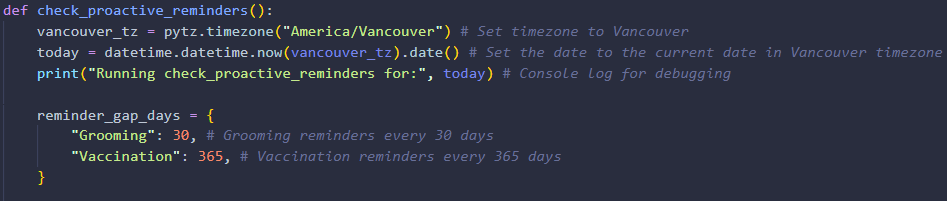 def check_proactive_reminders():
    vancouver_tz = pytz.timezone("America/Vancouver") # Set timezone to Vancouver
    today = datetime.datetime.now(vancouver_tz).date() # Set the date to the current date in Vancouver timezone
    print("Running check_proactive_reminders for:", today) # Console log for debugging

    reminder_gap_days = {
        "Grooming": 30, # Grooming reminders every 30 days
        "Vaccination": 365, # Vaccination reminders every 365 days
    }